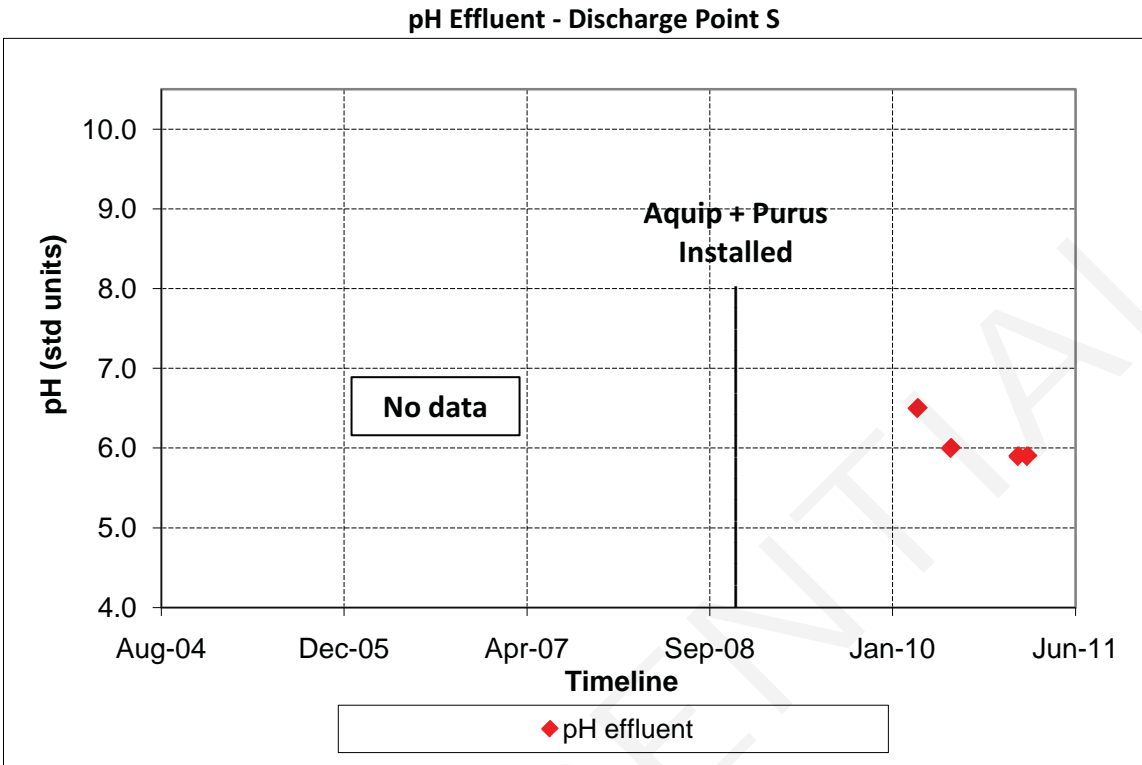 pH Effluent - Discharge Point S
10.0
9.0
8.0
7.0
6.0
5.0
4.0
pH (std units)
Aquip + Purus
Installed
No data
Aug-04 Dec-05 Apr-07 Sep-08 Jan-10 Jun-11
Timeline
pH effluent
ENTIAL